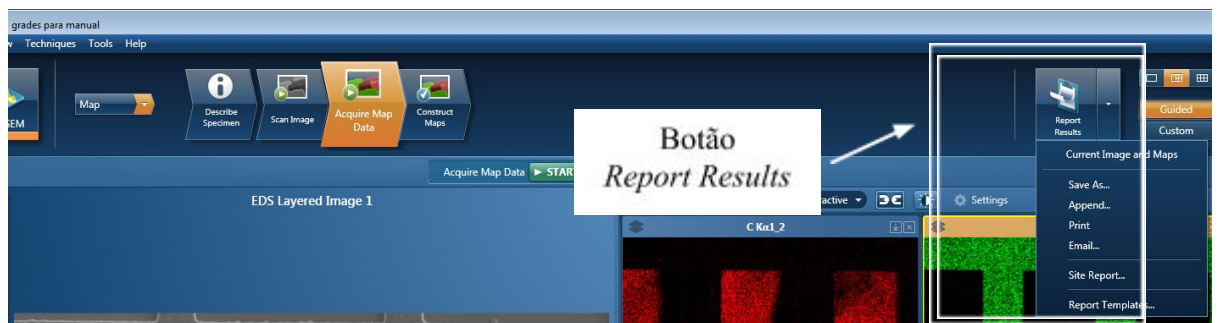 grades para manual
Techniques Tools Help
SEM
Map
Describe
Specimen
Scan Image
Acquire Map
Data
Construct
Maps
Report
Results
Guided
Custom
Botão
Report Results
Current Image and Maps
Save As...
Append...
Print
Email...
Site Report...
Report Templates...
Acquire Map Data START
EDS Layered Image 1
Settings
C Kα1_2